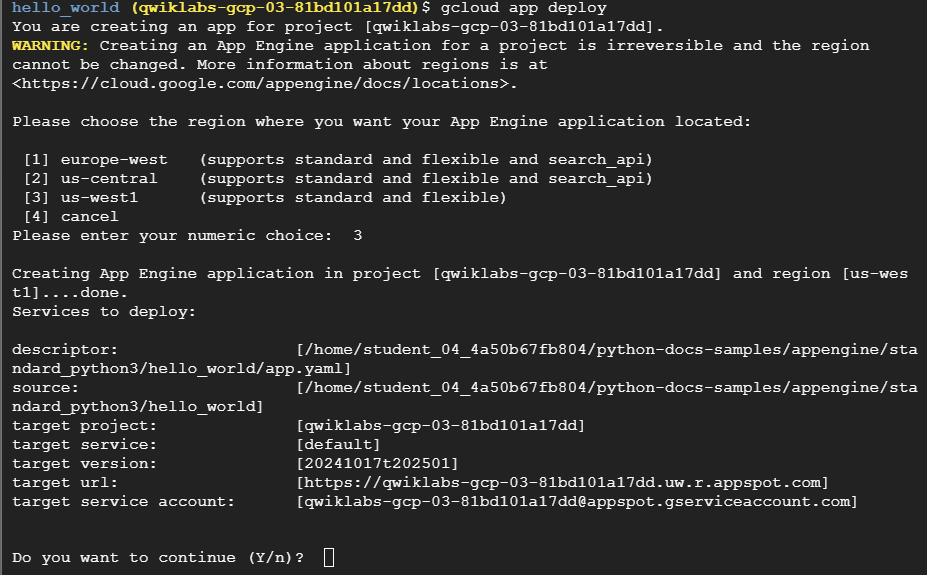 hello_world (qwiklabs-gcp-03-81bd101a17dd)$ gcloud app deploy
You are creating an app for project [qwiklabs-gcp-03-81bd101a17dd].
WARNING: Creating an App Engine application for a project is irreversible and the region
cannot be changed. More information about regions is at
<https://cloud.google.com/appengine/docs/locations>.

Please choose the region where you want your App Engine application located:

 [1] europe-west   (supports standard and flexible and search_api)
 [2] us-central    (supports standard and flexible and search_api)
 [3] us-west1      (supports standard and flexible)
 [4] cancel
Please enter your numeric choice:  3

Creating App Engine application in project [qwiklabs-gcp-03-81bd101a17dd] and region [us-wes
t1]....done.
Services to deploy:

descriptor:                  [/home/student_04_4a50b67fb804/python-docs-samples/appengine/sta
ndard_python3/hello_world/app.yaml]
source:                      [/home/student_04_4a50b67fb804/python-docs-samples/appengine/sta
ndard_python3/hello_world]
target project:              [qwiklabs-gcp-03-81bd101a17dd]
target service:              [default]
target version:              [20241017t202501]
target url:                  [https://qwiklabs-gcp-03-81bd101a17dd.uw.r.appspot.com]
target service account:      [qwiklabs-gcp-03-81bd101a17dd@appspot.gserviceaccount.com]

Do you want to continue (Y/n)?